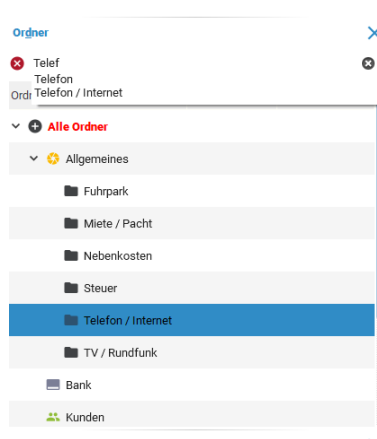 Ordner
Telef
Telefon
Telefon / Internet
Alle Ordner
Allgemeines
Fuhrpark
Miete / Pacht
Nebenkosten
Steuer
Telefon / Internet
TV / Rundfunk
Bank
Kunden